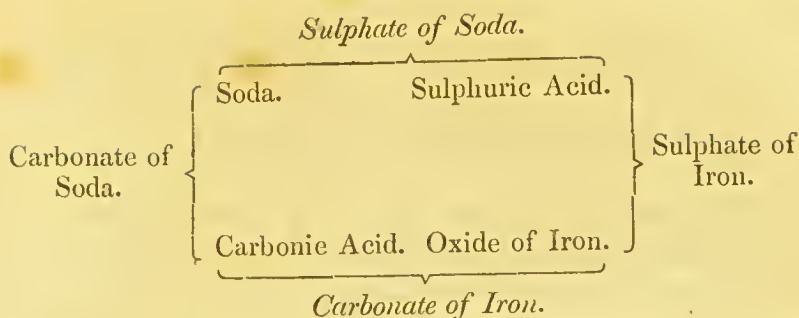 Sulphate of Soda.
Soda. Sulphuric Acid.
Carbonate of
Soda.
Sulphate of
Iron.
Carbonic Acid. Oxide of Iron.
Carbonate of Iron.